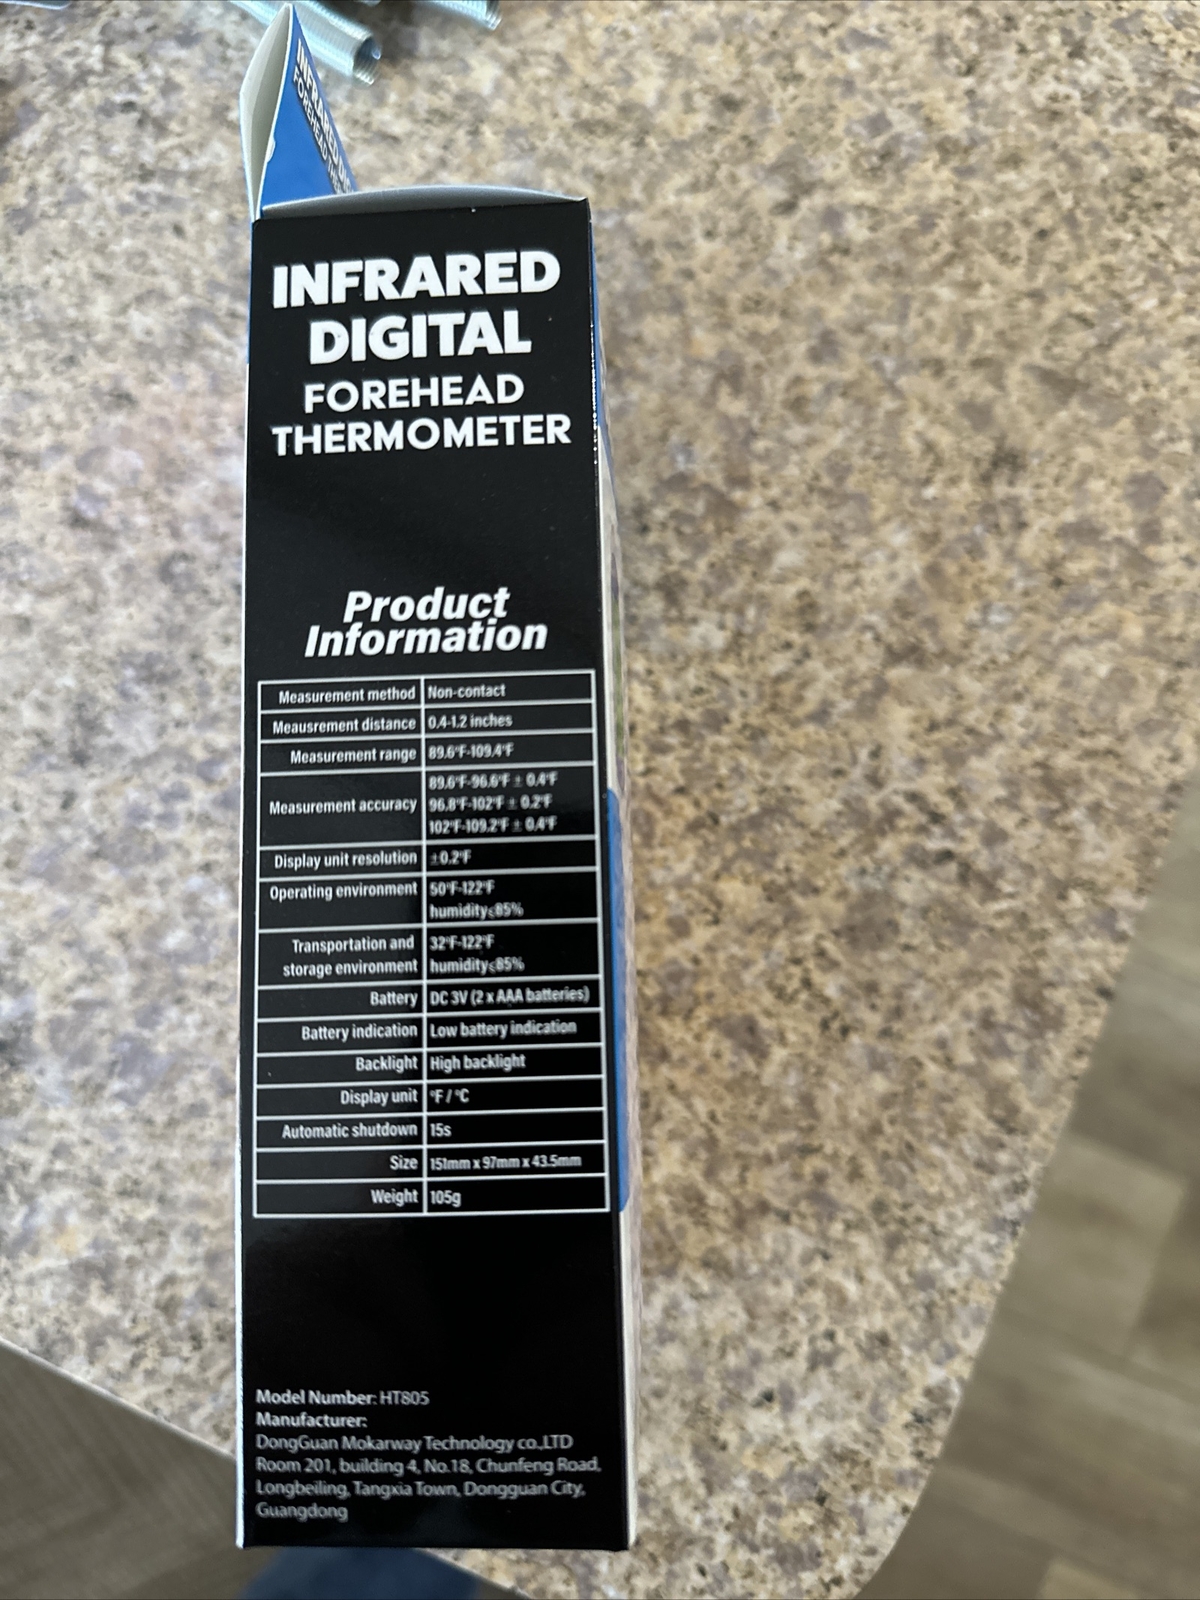 INFRARED DIG
FOREHEAD THER
INFRARED
DIGITAL
FOREHEAD
THERMOMETER
Product
Information
Measurement method Non-contact
Meausrement distance 0.4-1.2 inches
Measurement range 89.6°F-109.4°F
Measurement accuracy 89.6°F-96.6°F ± 0.4°F
96.8°F-102°F ± 0.2°F
102°F-109.2°F ± 0.4°F
Display unit resolution ±0.2°F
Operating environment 50°F-122°F
humidity≤85%
Transportation and 32°F-122°F
storage environment humidity≤85%
Battery DC 3V (2 x AAA batteries)
Battery indication Low battery indication
Backlight High backlight
Display unit °F / °C
Automatic shutdown 15s
Size 151mm x 97mm x 43.5mm
Weight 105g
Model Number: HT805
Manufacturer:
DongGuan Mokarway Technology co.,LTD
Room 201, building 4, No.18, Chunfeng Road,
Longbeiling, Tangxia Town, Dongguan City,
Guangdong